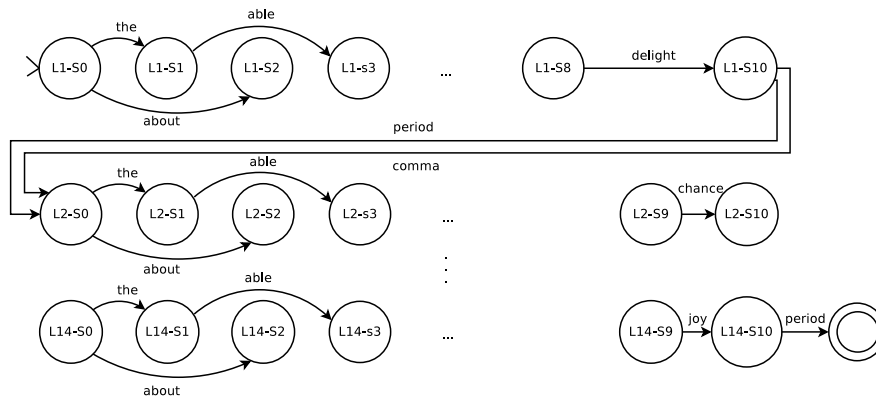 the able
L1-S0 L1-S1 L1-S2 L1-s3 ... L1-S8 delight L1-S10
about
period
comma
the able
L2-S0 L2-S1 L2-S2 L2-s3 ... L2-S9 chance L2-S10
about
the able
L14-S0 L14-S1 L14-S2 L14-s3 ... L14-S9 joy L14-S10 period
about